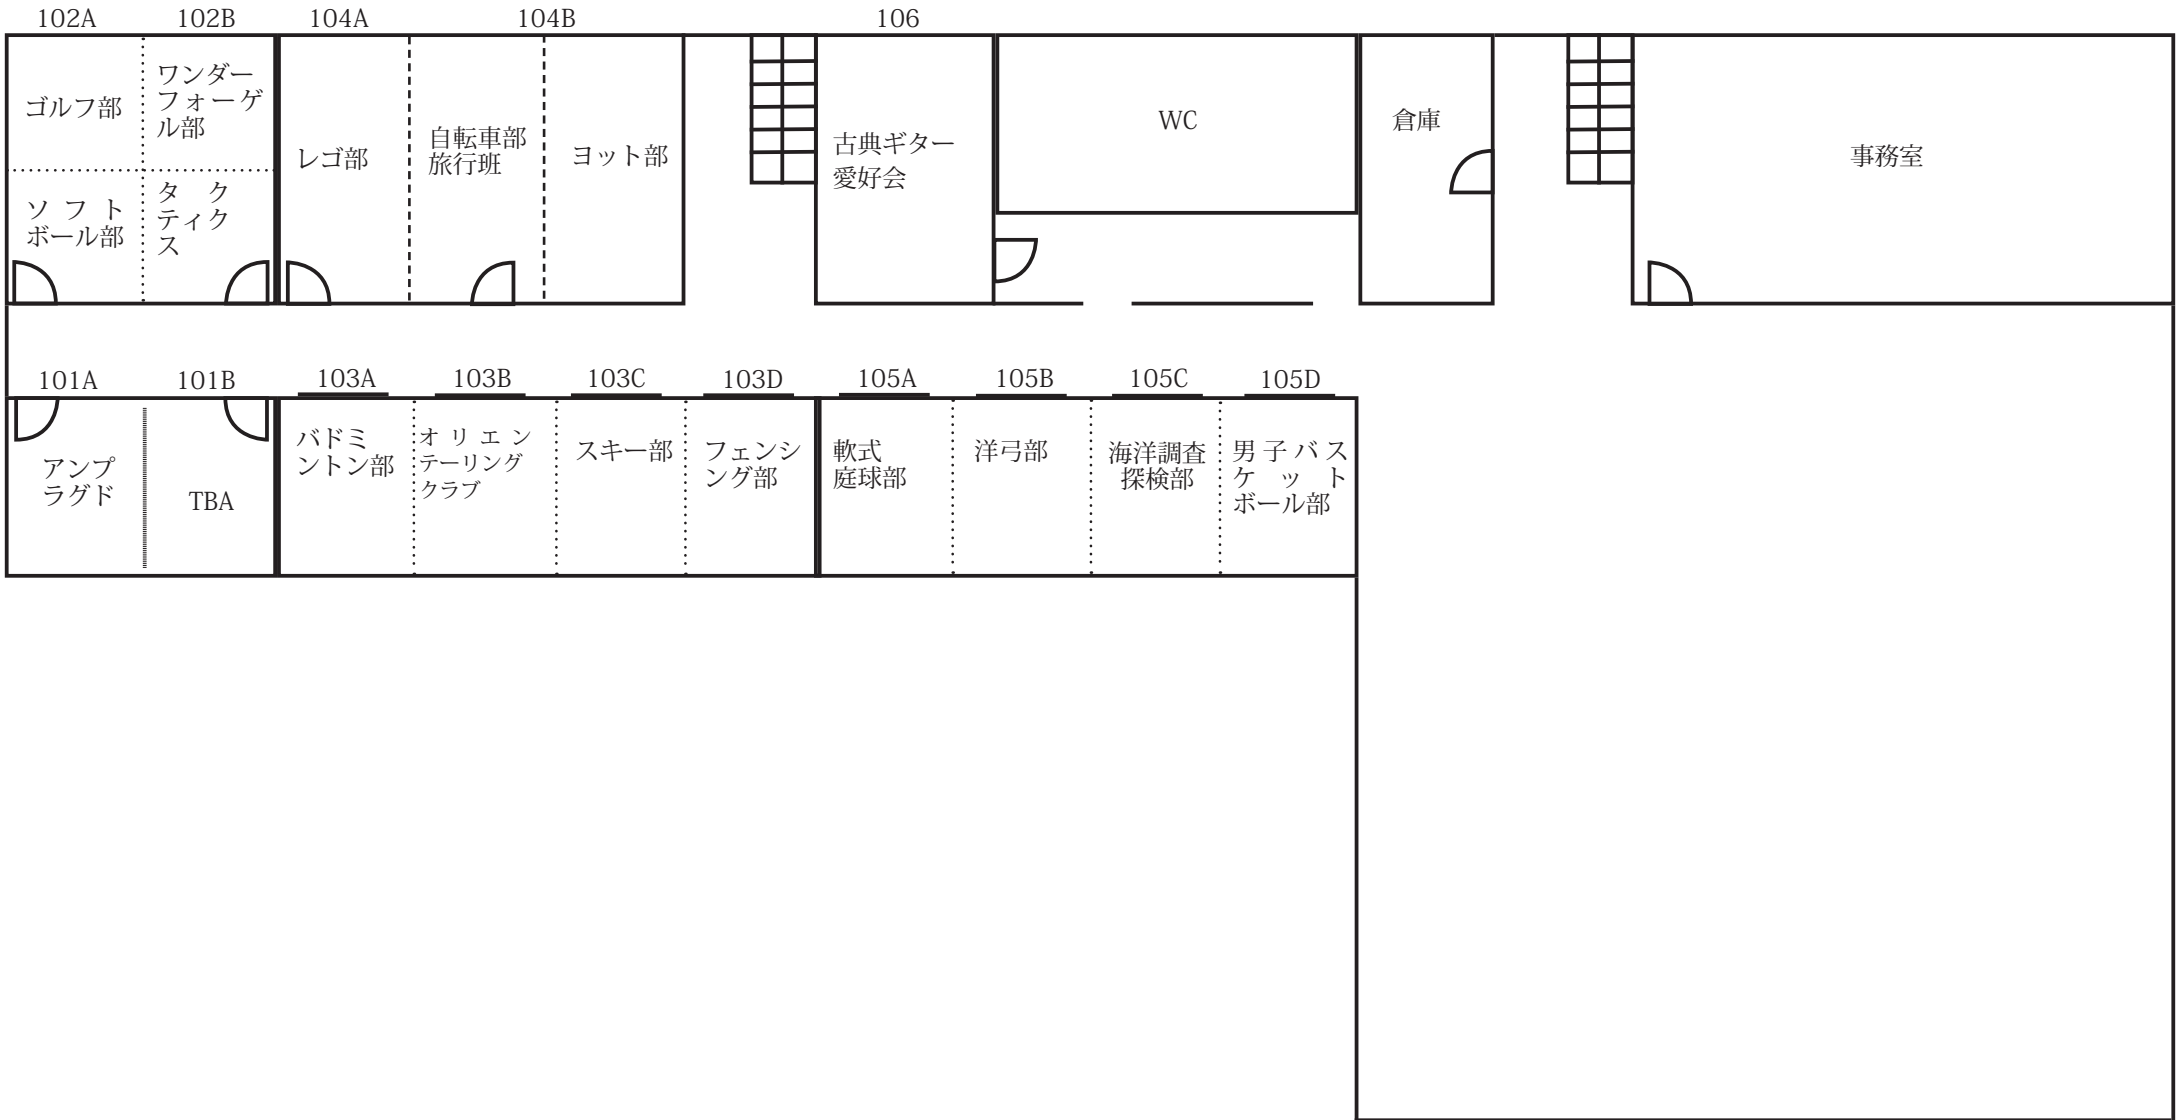 102A
102B
104A
104B
106
ゴルフ部
ワンダー
フォーゲ
ル部
ソフト
ボール部
タク
ティク
ス
レゴ部
自転車部
旅行班
ヨット部
古典ギター
愛好会
WC
倉庫
事務室
101A
101B
103A
103B
103C
103D
105A
105B
105C
105D
アンプ
ラグド
TBA
バドミ
ントン部
オリエン
テーリング
クラブ
スキー部
フェンシ
ング部
軟式
庭球部
洋弓部
海洋調査
探検部
男子バス
ケット
ボール部